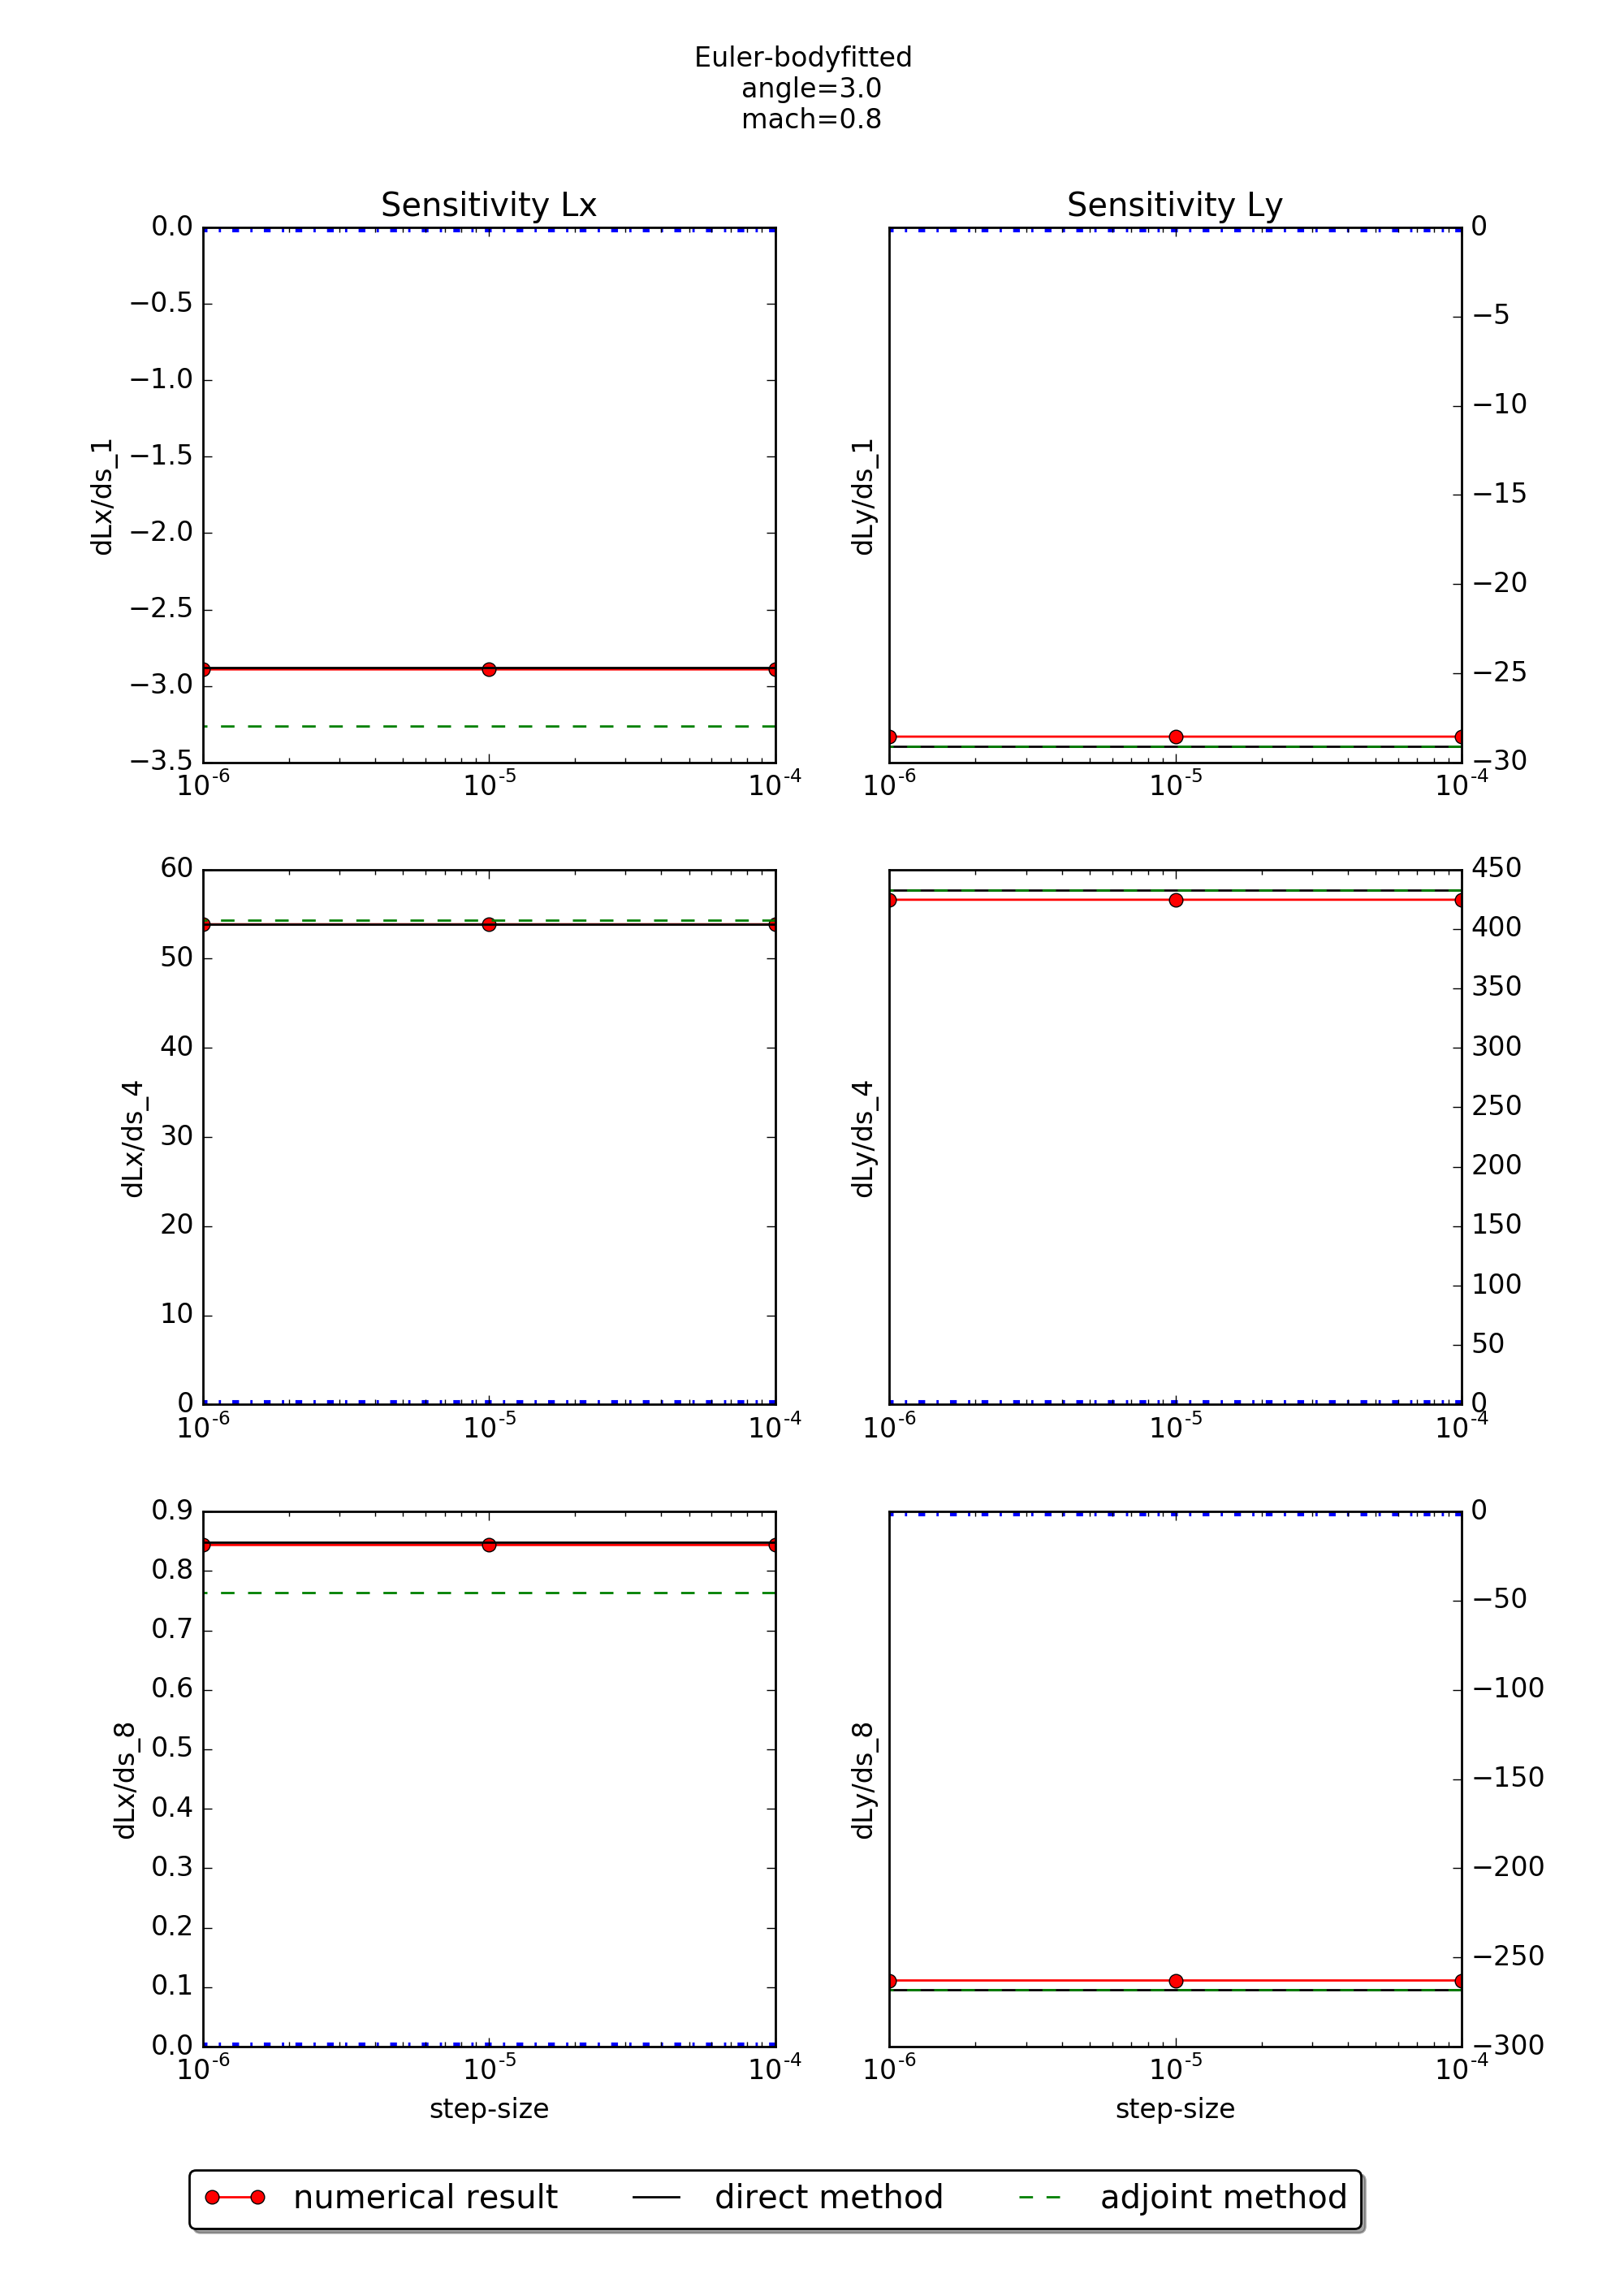 Euler-bodyfitted
angle=3.0
mach=0.8
Sensitivity Lx
Sensitivity Ly
0.0
−0.5
−1.0
−1.5
−2.0
−2.5
−3.0
−3.5
dLx/ds_1
10^-6 10^-5 10^-4
0
−5
−10
−15
−20
−25
−30
dLy/ds_1
10^-6 10^-5 10^-4
60
50
40
30
20
10
0
dLx/ds_4
10^-6 10^-5 10^-4
450
400
350
300
250
200
150
100
50
0
dLy/ds_4
10^-6 10^-5 10^-4
0.9
0.8
0.7
0.6
0.5
0.4
0.3
0.2
0.1
0.0
dLx/ds_8
10^-6 10^-5 10^-4
step-size
0
−50
−100
−150
−200
−250
−300
dLy/ds_8
10^-6 10^-5 10^-4
step-size
numerical result direct method adjoint method